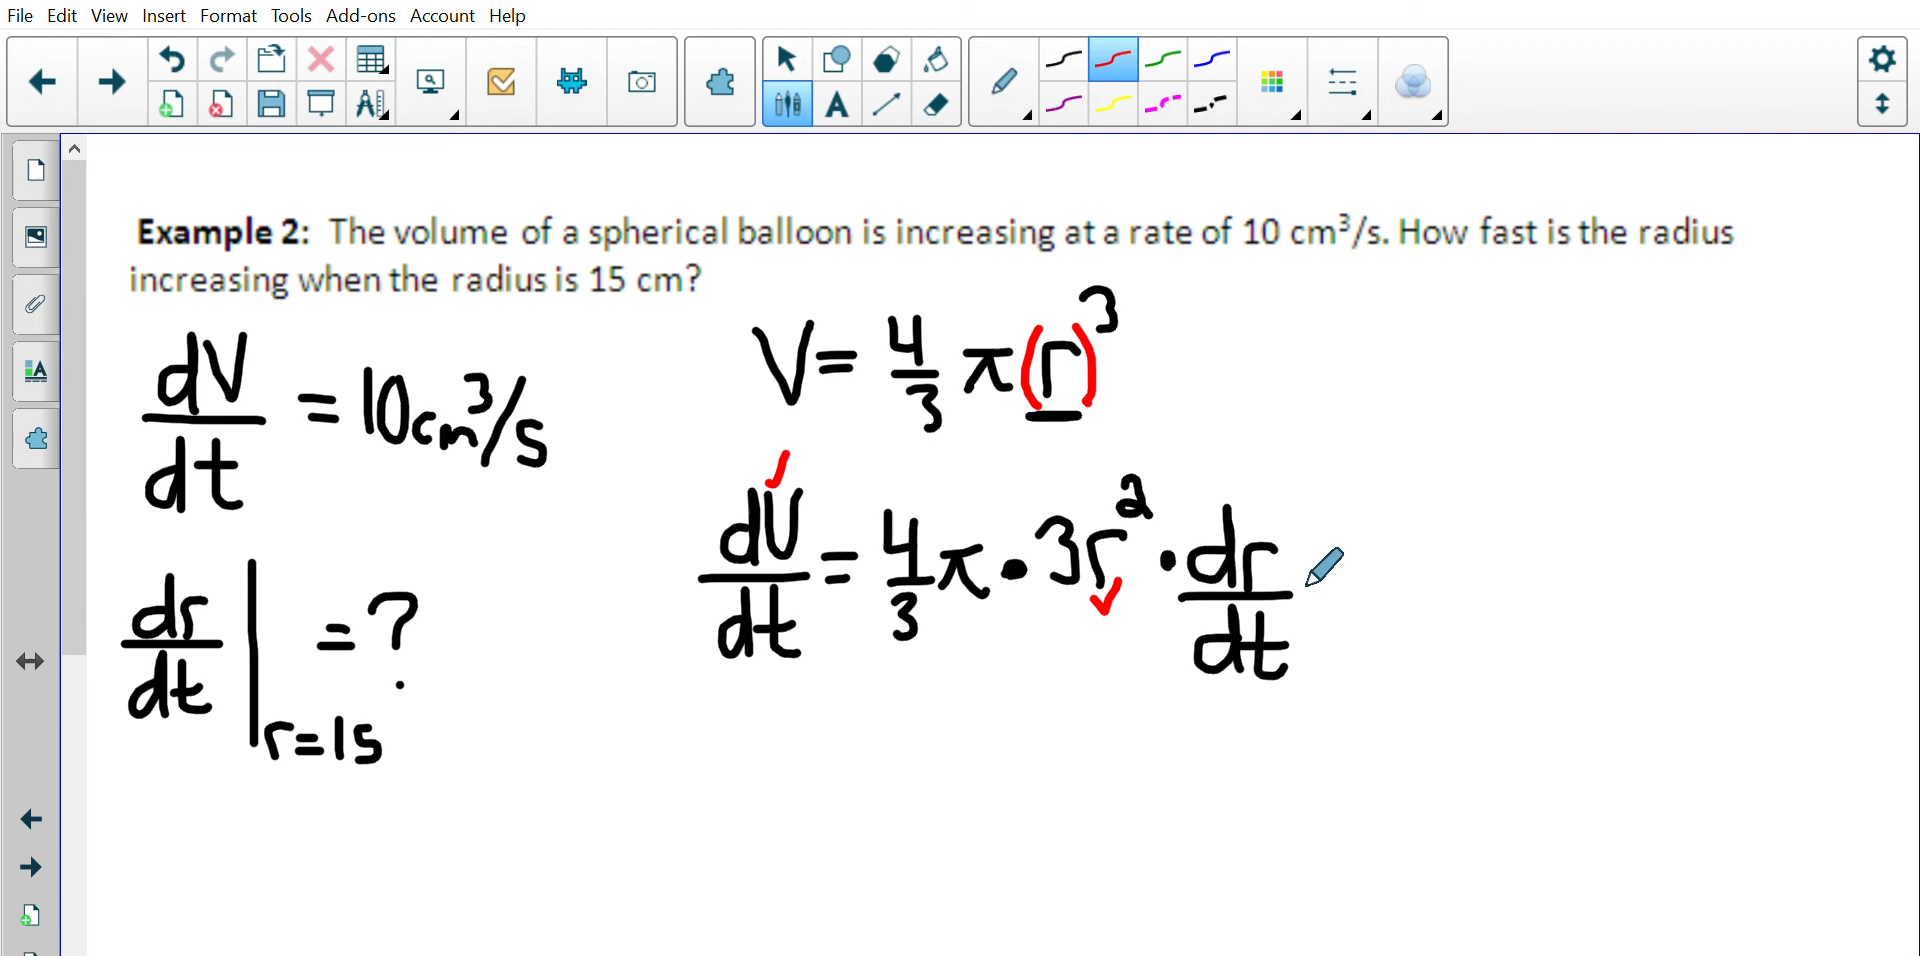 File Edit View Insert Format Tools Add-ons Account Help
Example 2: The volume of a spherical balloon is increasing at a rate of 10 cm³/s. How fast is the radius
increasing when the radius is 15 cm?
dV/dt = 10cm³/s
dr/dt | r=15 = ?
V = 4/3 π(r)³
dV/dt = 4/3 π • 3r² • dr/dt